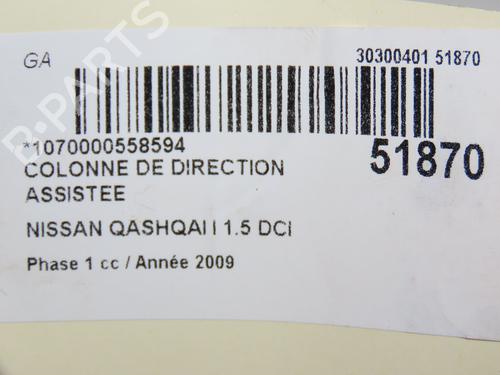 GA
30300401 51870
*1070000558594
51870
COLONNE DE DIRECTION
ASSISTEE
NISSAN QASHQAI I 1.5 DCI
Phase 1 cc / Année 2009
B-PARTS